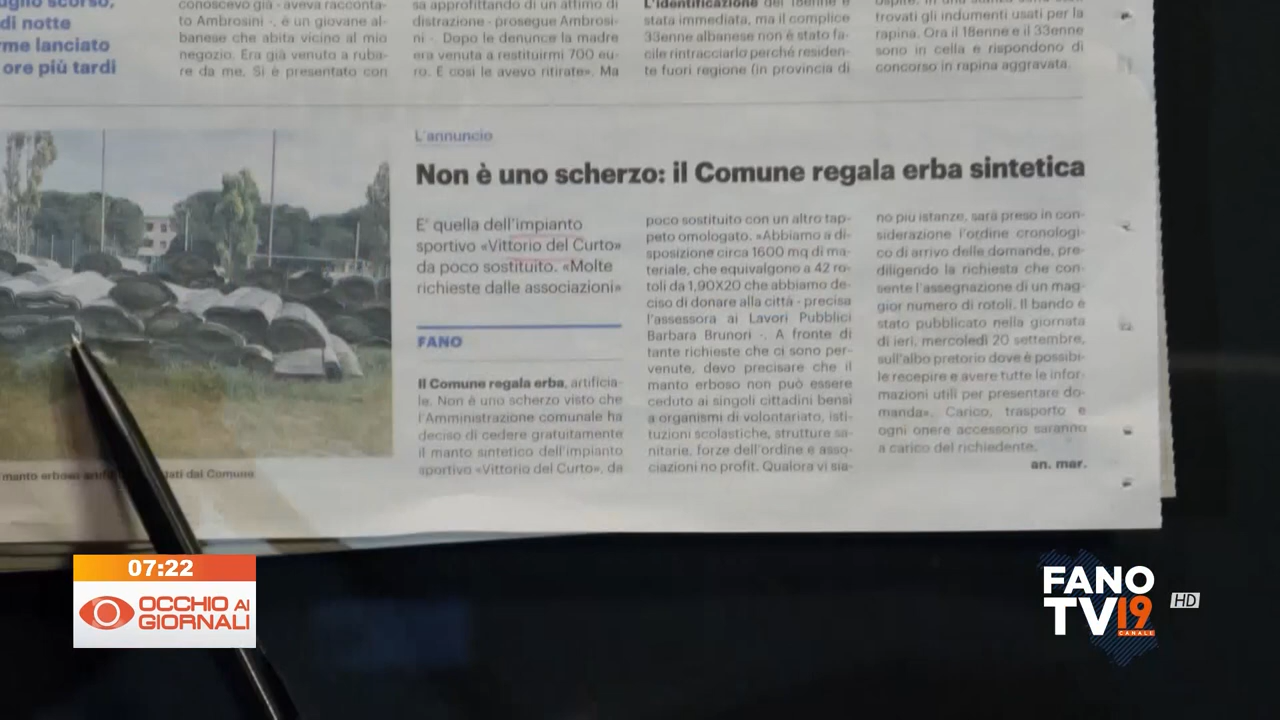 uglio scorso,
di notte
rme lanciato
ore più tardi
conoscevo già - aveva racconta-
to Ambrosini -, è un giovane al-
banese che abita vicino al mio
negozio. Era già venuto a ruba-
re da me. Si è presentato con
sa approfittando di un attimo di
distrazione - prosegue Ambrosi-
ni -. Dopo le denunce la madre
era venuta a restituirmi 700 eu-
ro. E così le avevo ritirate». Ma
L'identificazione del 18enne è
stata immediata, ma il complice
33enne albanese non è stato fa-
cile rintracciarlo perché residen-
te fuori regione (in provincia di
trovati gli indumenti usati per la
rapina. Ora il 18enne e il 33enne
sono in cella e rispondono di
concorso in rapina aggravata.
L'annuncio
Non è uno scherzo: il Comune regala erba sintetica
E' quella dell'impianto
sportivo «Vittorio del Curto»
da poco sostituito. «Molte
richieste dalle associazioni»
FANO
Il Comune regala erba, artificia-
le. Non è uno scherzo visto che
l'Amministrazione comunale ha
deciso di cedere gratuitamente
il manto sintetico dell'impianto
sportivo «Vittorio del Curto», da
poco sostituito con un altro tap-
peto omologato. «Abbiamo a di-
sposizione circa 1600 mq di ma-
teriale, che equivalgono a 42 ro-
toli da 1,90X20 che abbiamo de-
ciso di donare alla città - precisa
l'assessora ai Lavori Pubblici
Barbara Brunori -. A fronte di
tante richieste che ci sono per-
venute, devo precisare che il
manto erboso non può essere
ceduto ai singoli cittadini bensì
a organismi di volontariato, isti-
tuzioni scolastiche, strutture sa-
nitarie, forze dell'ordine e asso-
ciazioni no profit. Qualora vi sia-
no più istanze, sarà preso in con-
siderazione l'ordine cronologi-
co di arrivo delle domande, pre-
diligendo la richiesta che con-
sente l'assegnazione di un mag-
gior numero di rotoli. Il bando è
stato pubblicato nella giornata
di ieri, mercoledì 20 settembre,
sull'albo pretorio dove è possibi-
le recepire e avere tutte le infor-
mazioni utili per presentare do-
manda». Carico, trasporto e
ogni onere accessorio saranno
a carico del richiedente.
an. mar.
manto erboso tati dal Comune
07:22
OCCHIO AI
GIORNALI
FANO
TV19
CANALE
HD